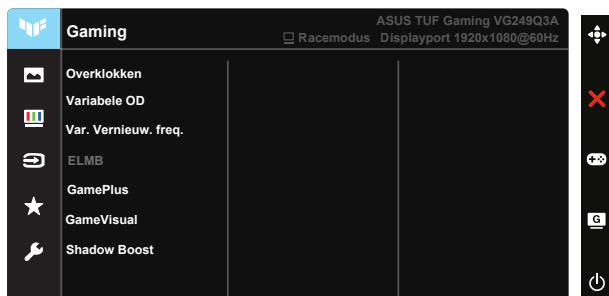 Gaming
ASUS TUF Gaming VG249Q3A
Racemodus Displayport 1920x1080@60Hz
Overklokken
Variabele OD
Var. Vernieuw. freq.
ELMB
GamePlus
GameVisual
Shadow Boost
G